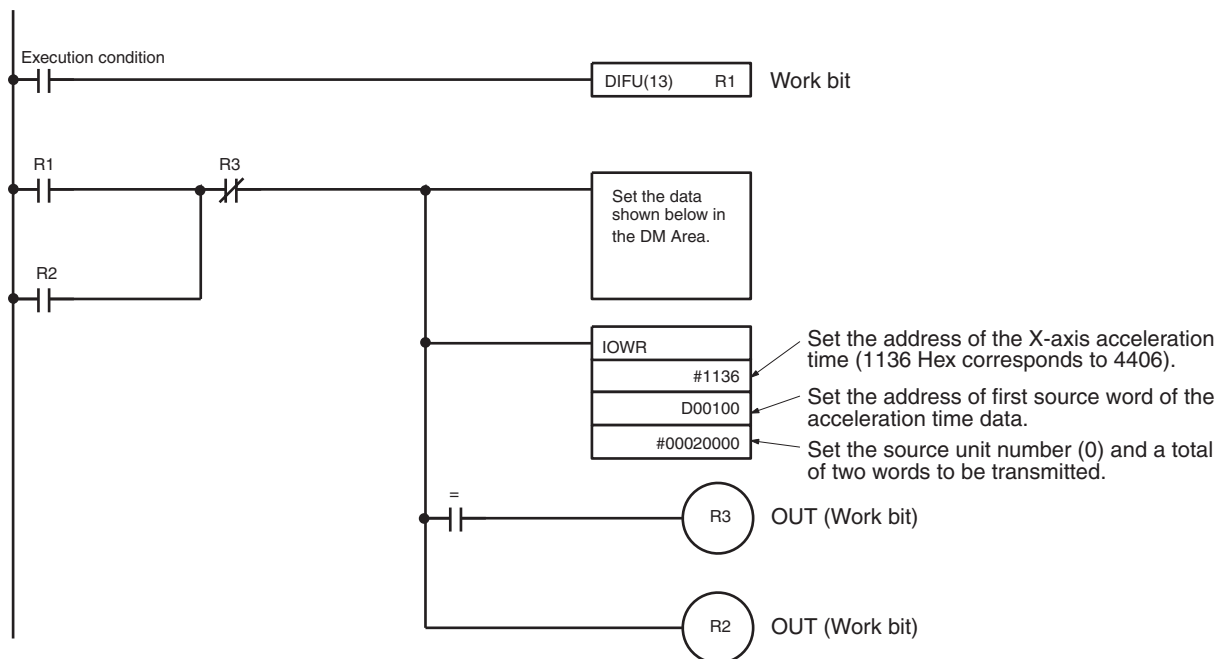 Execution condition
DIFU(13) R1 Work bit
R1
R3
Set the data
shown below in
the DM Area.
R2
IOWR
#1136
D00100
#00020000
Set the address of the X-axis acceleration
time (1136 Hex corresponds to 4406).
Set the address of first source word of the
acceleration time data.
Set the source unit number (0) and a total
of two words to be transmitted.
=
R3 OUT (Work bit)
R2 OUT (Work bit)